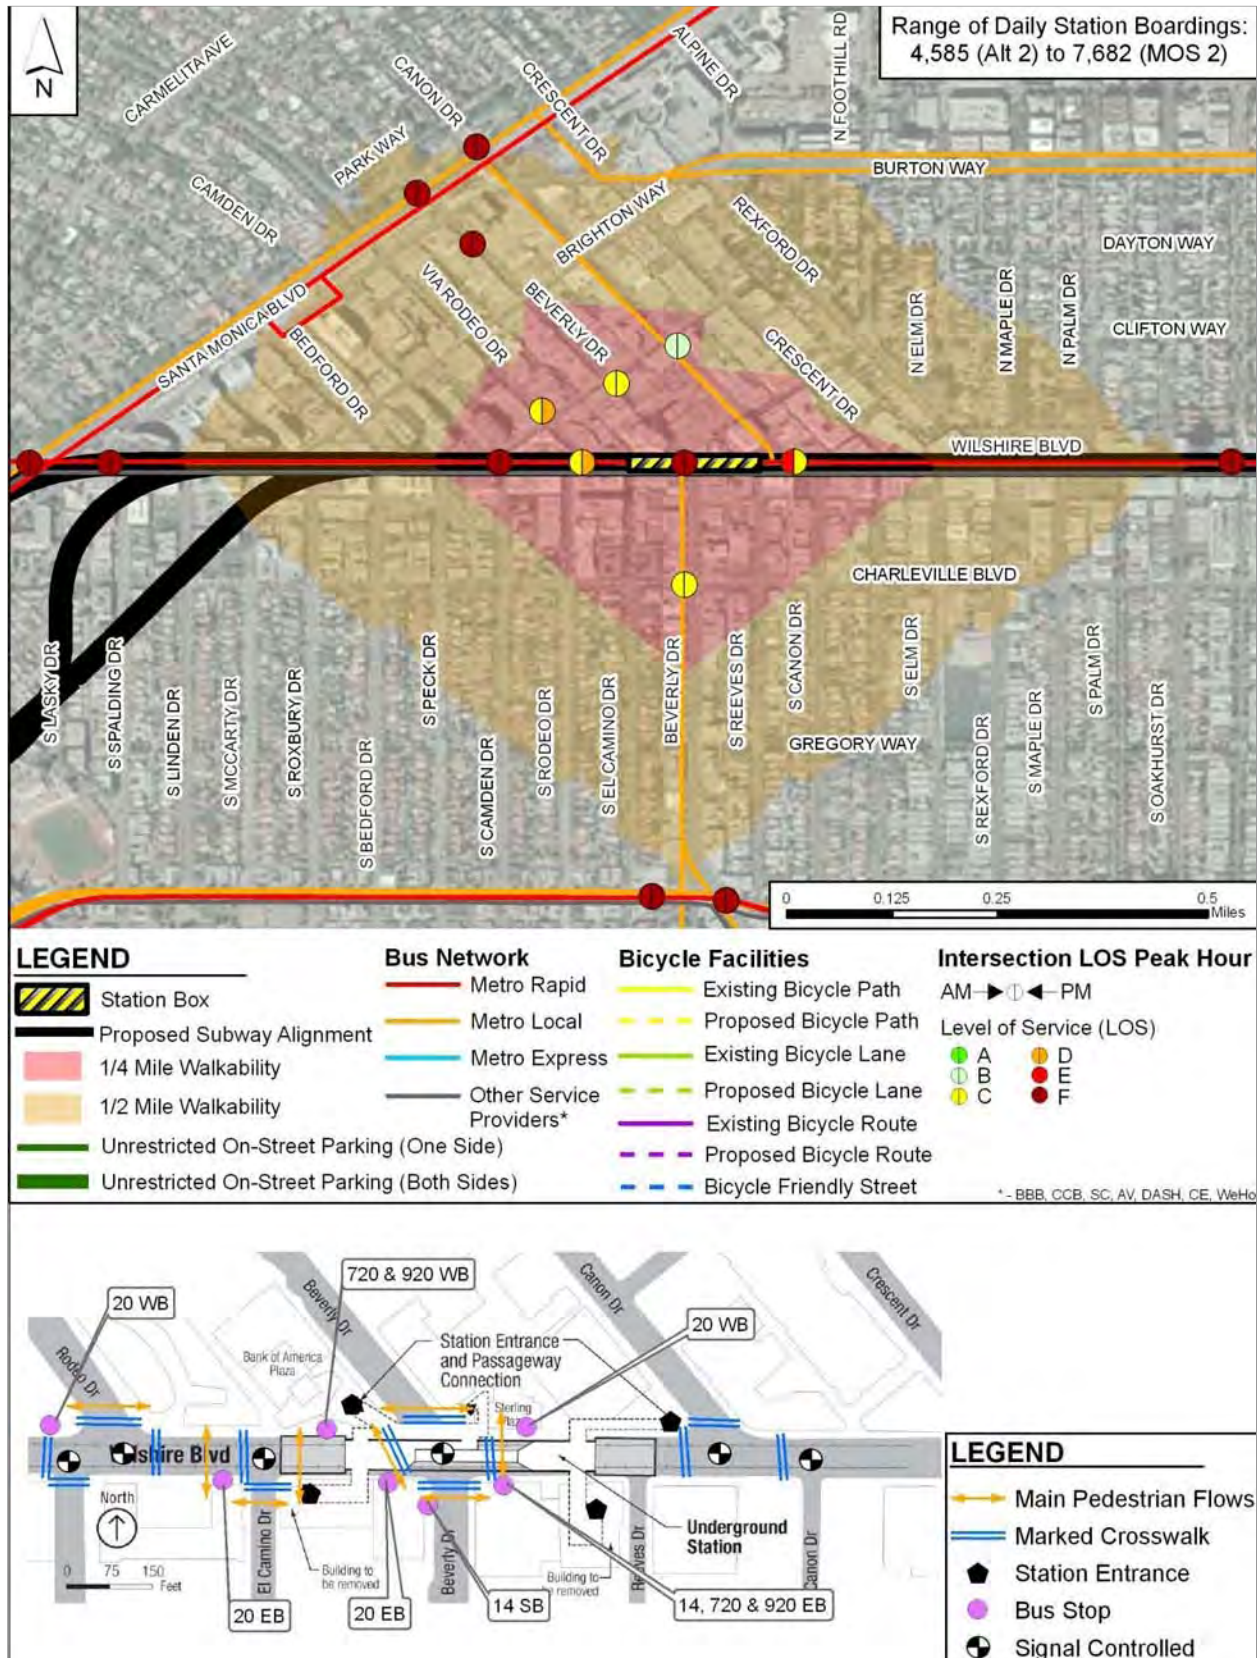 Range of Daily Station Boardings:
4,585 (Alt 2) to 7,682 (MOS 2)
N
CARMELITA AVE
CANON DR
CRESCENT DR
ALPINE DR
N FOOTHILL RD
PARK WAY
CAMDEN DR
BURTON WAY
BRIGHTON WAY
REXFORD DR
DAYTON WAY
SANTA MONICA BLVD
VIA RODEO DR
BEVERLY DR
BEDFORD DR
CRESCENT DR
N ELM DR
N MAPLE DR
N PALM DR
CLIFTON WAY
WILSHIRE BLVD
CHARLEVILLE BLVD
S LASKY DR
S SPALDING DR
S LINDEN DR
S MCCARTY DR
S ROXBURY DR
S BEDFORD DR
S PECK DR
S CAMDEN DR
S RODEO DR
S EL CAMINO DR
BEVERLY DR
S REEVES DR
S CANON DR
S ELM DR
GREGORY WAY
S REXFORD DR
S MAPLE DR
S PALM DR
S OAKHURST DR
0 0.125 0.25 0.5
Miles
LEGEND
Station Box
Proposed Subway Alignment
1/4 Mile Walkability
1/2 Mile Walkability
Unrestricted On-Street Parking (One Side)
Unrestricted On-Street Parking (Both Sides)
Bus Network
Metro Rapid
Metro Local
Metro Express
Other Service
Providers*
Bicycle Facilities
Existing Bicycle Path
Proposed Bicycle Path
Existing Bicycle Lane
Proposed Bicycle Lane
Existing Bicycle Route
Proposed Bicycle Route
Bicycle Friendly Street
Intersection LOS Peak Hour
AM PM
Level of Service (LOS)
A D
B E
C F
* - BBB, CCB, SC, AV, DASH, CE, WeHo
720 & 920 WB
20 WB
20 WB
Rodeo Dr
Beverly Dr
Canon Dr
Crescent Dr
Bank of America
Plaza
Station Entrance
and Passageway
Connection
Sterling
Wilshire Blvd
North
0 75 150
Feet
El Camino Dr
Building to
be removed
Beverly Dr
Building to
be removed
Reeves Dr
Underground
Station
Canon Dr
20 EB
20 EB
14 SB
14, 720 & 920 EB
LEGEND
Main Pedestrian Flows
Marked Crosswalk
Station Entrance
Bus Stop
Signal Controlled